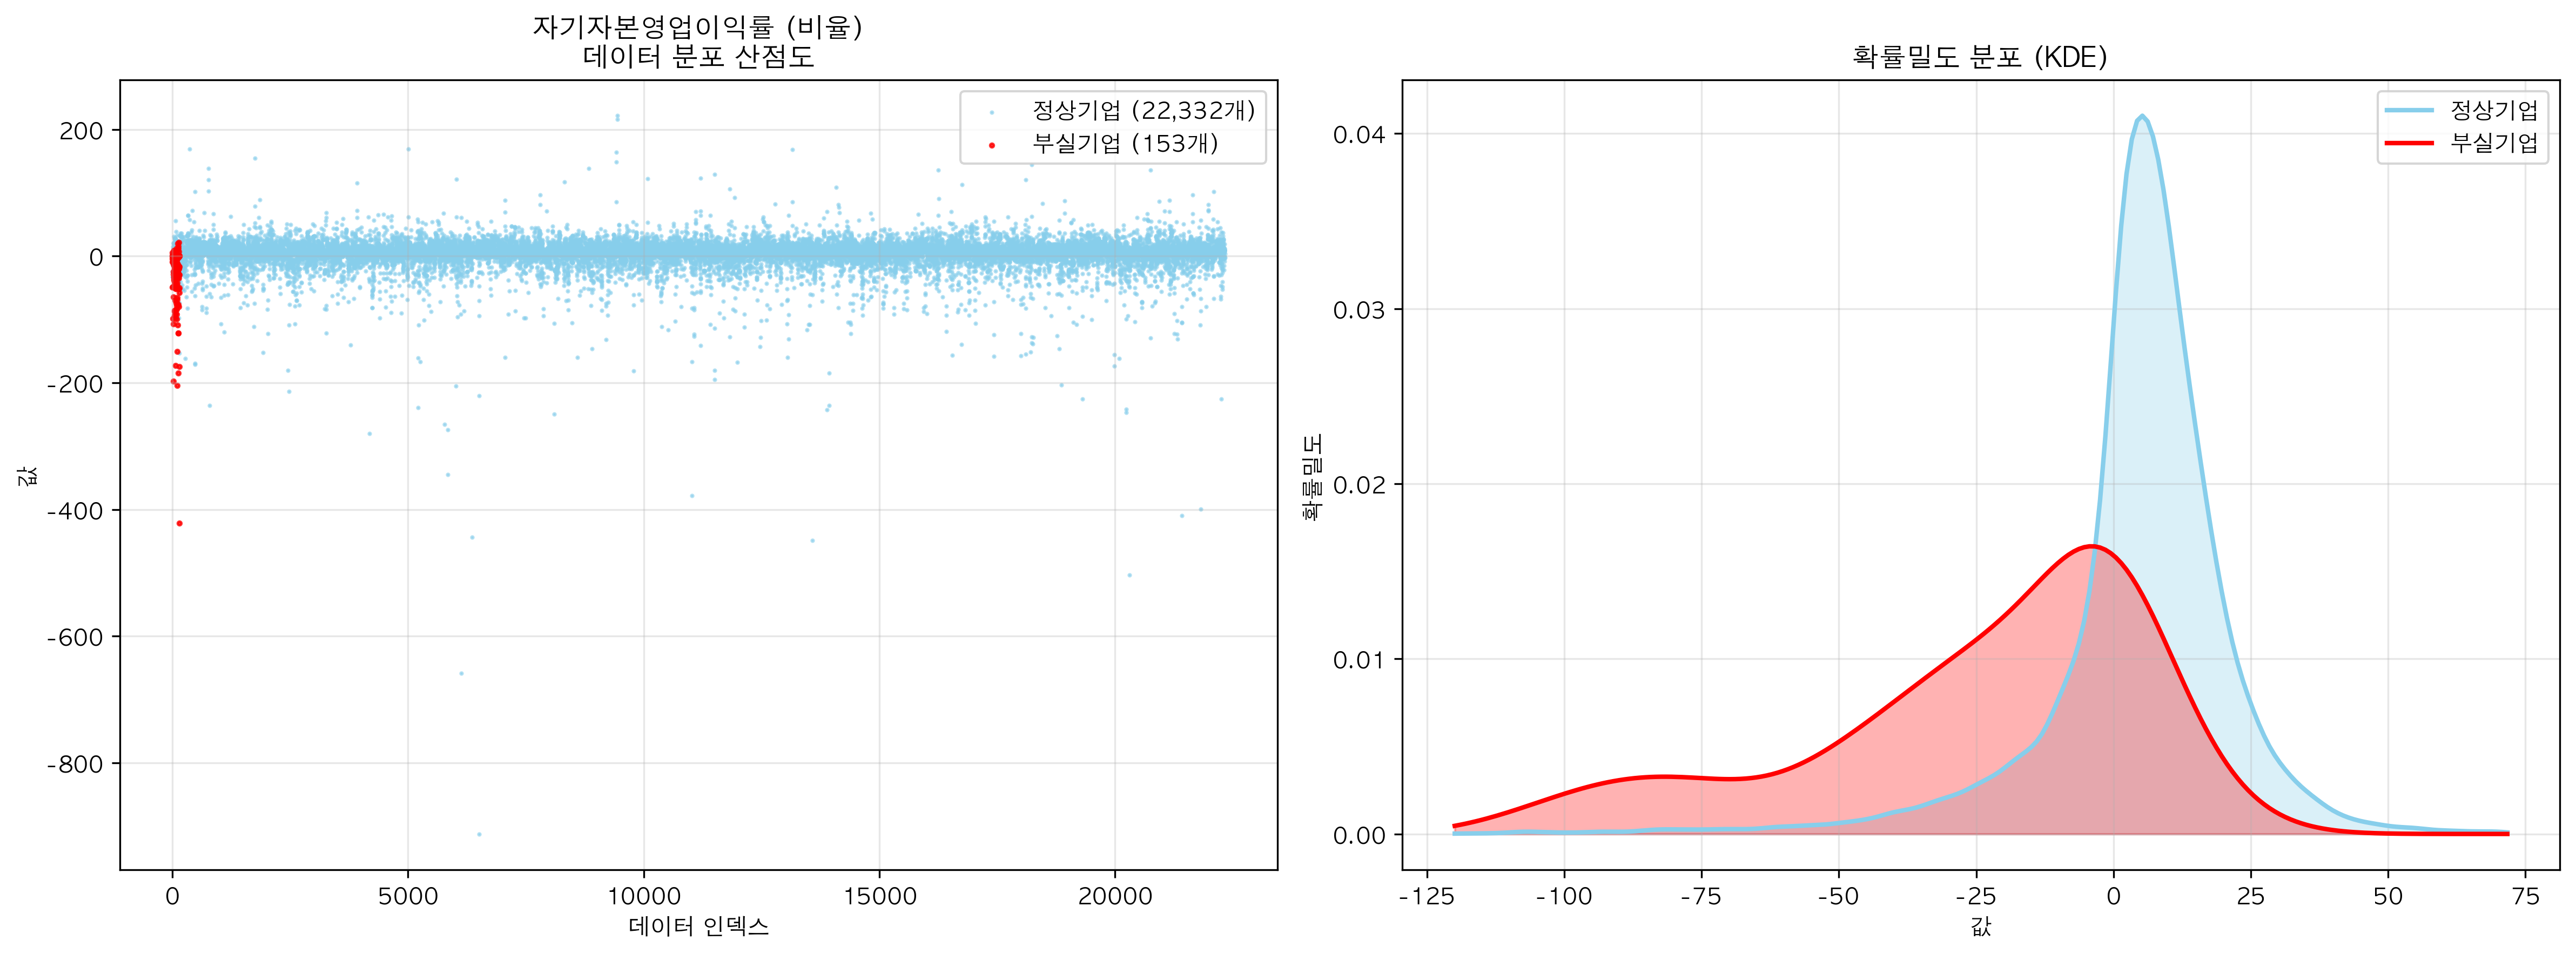 자기자본영업이익률 (비율)
데이터 분포 산점도
정상기업 (22,332개)
부실기업 (153개)
200
0
-200
-400
-600
-800
값
0
5000
10000
15000
20000
데이터 인덱스
확률밀도 분포 (KDE)
정상기업
부실기업
0.04
0.03
0.02
0.01
0.00
확률밀도
-125
-100
-75
-50
-25
0
25
50
75
값